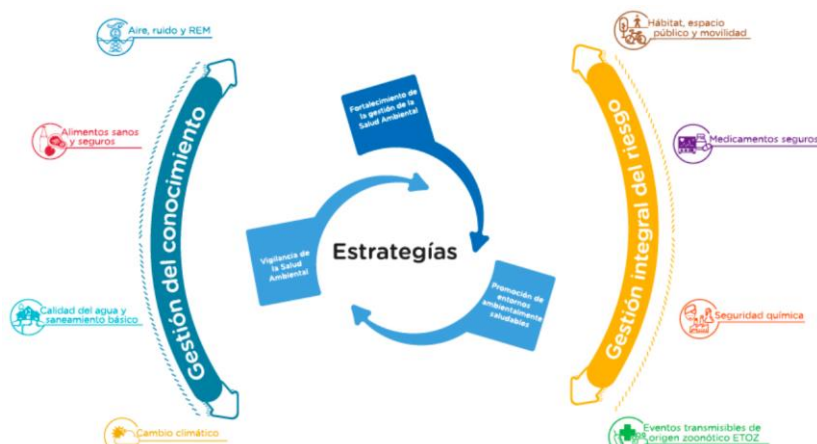 Aire, ruido y REM
Alimentos sanos
y seguros
Calidad del agua y
saneamiento básico
Cambio climático
Gestión del conocimiento
Fortalecimiento de
la gestión de la
Salud Ambiental
Vigilancia de
la Salud
Ambiental
Estrategías
Promoción de
entornos
ambientalmente
saludables
Gestión integral del riesgo
Hábitat, espacio
público y movilidad
Medicamentos seguros
Seguridad química
Eventos transmisibles de
origen zoonótico ETOZ